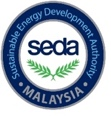 Sustainable Energy Development Authority
seda
• MALAYSIA •